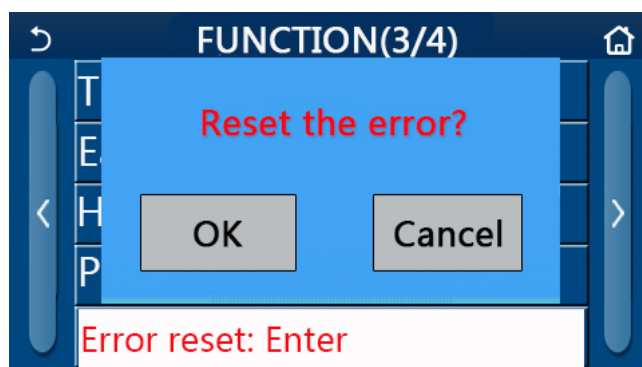 FUNCTION(3/4)
Reset the error?
OK
Cancel
Error reset: Enter